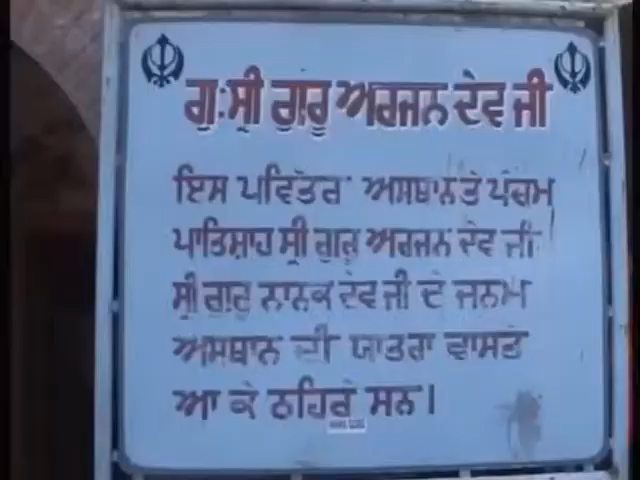 ਗੁ:ਸ੍ਰੀ ਗੁਰੂ ਅਰਜਨ ਦੇਵ ਜੀ
ਇਸ ਪਵਿੱਤਰ ਅਸਥਾਨ ਤੇ ਪੰਚਮ
ਪਾਤਿਸ਼ਾਹ ਸ੍ਰੀ ਗੁਰੂ ਅਰਜਨ ਦੇਵ ਜੀ
ਸ੍ਰੀ ਗੁਰੂ ਨਾਨਕ ਦੇਵ ਜੀ ਦੇ ਜਨਮ
ਅਸਥਾਨ ਦੀ ਯਾਤਰਾ ਵਾਸਤੇ
ਆ ਕੇ ਠਹਿਰੇ ਸਨ।